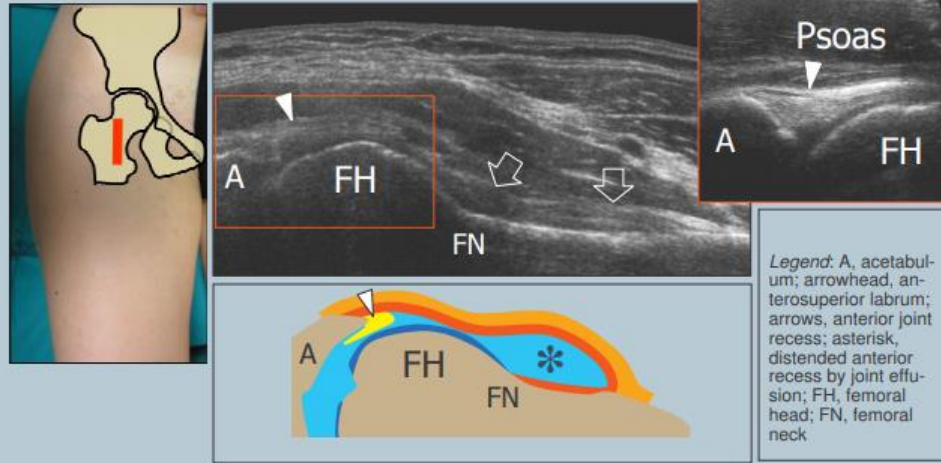 Psoas
A
FH
A
FH
FN
A
FH
*
FN
Legend: A, acetabul-
um; arrowhead, an-
terosuperior labrum;
arrows, anterior joint
recess; asterisk,
distended anterior
recess by joint effu-
sion; FH, femoral
head; FN, femoral
neck